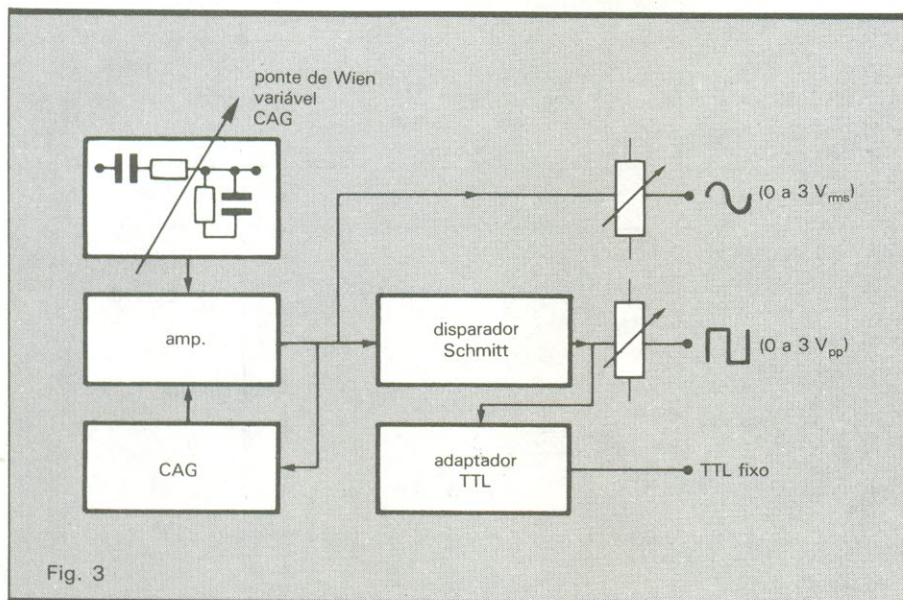 ponte de Wien
variável
CAG
(0 a 3 Vrms)
amp.
disparador
Schmitt
(0 a 3 Vpp)
CAG
adaptador
TTL
TTL fixo
Fig. 3